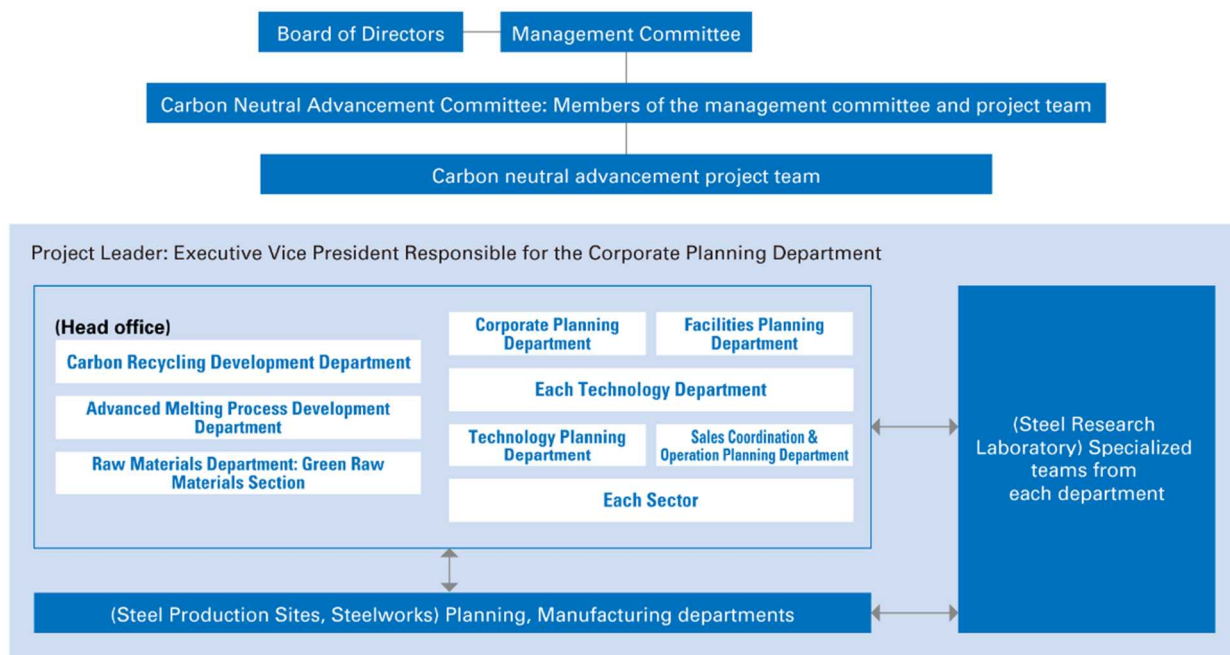 Board of Directors
Management Committee
Carbon Neutral Advancement Committee: Members of the management committee and project team
Carbon neutral advancement project team
Project Leader: Executive Vice President Responsible for the Corporate Planning Department
(Head office)
Carbon Recycling Development Department
Advanced Melting Process Development
Department
Raw Materials Department: Green Raw
Materials Section
Corporate Planning
Department
Facilities Planning
Department
Each Technology Department
Technology Planning
Department
Sales Coordination &
Operation Planning Department
Each Sector
(Steel Research
Laboratory) Specialized
teams from
each department
(Steel Production Sites, Steelworks) Planning, Manufacturing departments